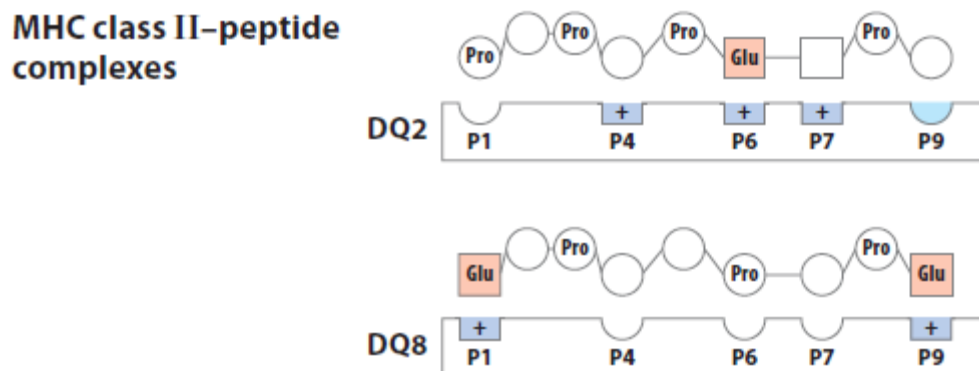 MHC class II–peptide
complexes
Pro Pro Pro Glu Pro
+ + +
DQ2 P1 P4 P6 P7 P9
Glu Pro Pro Pro Glu
+ +
DQ8 P1 P4 P6 P7 P9